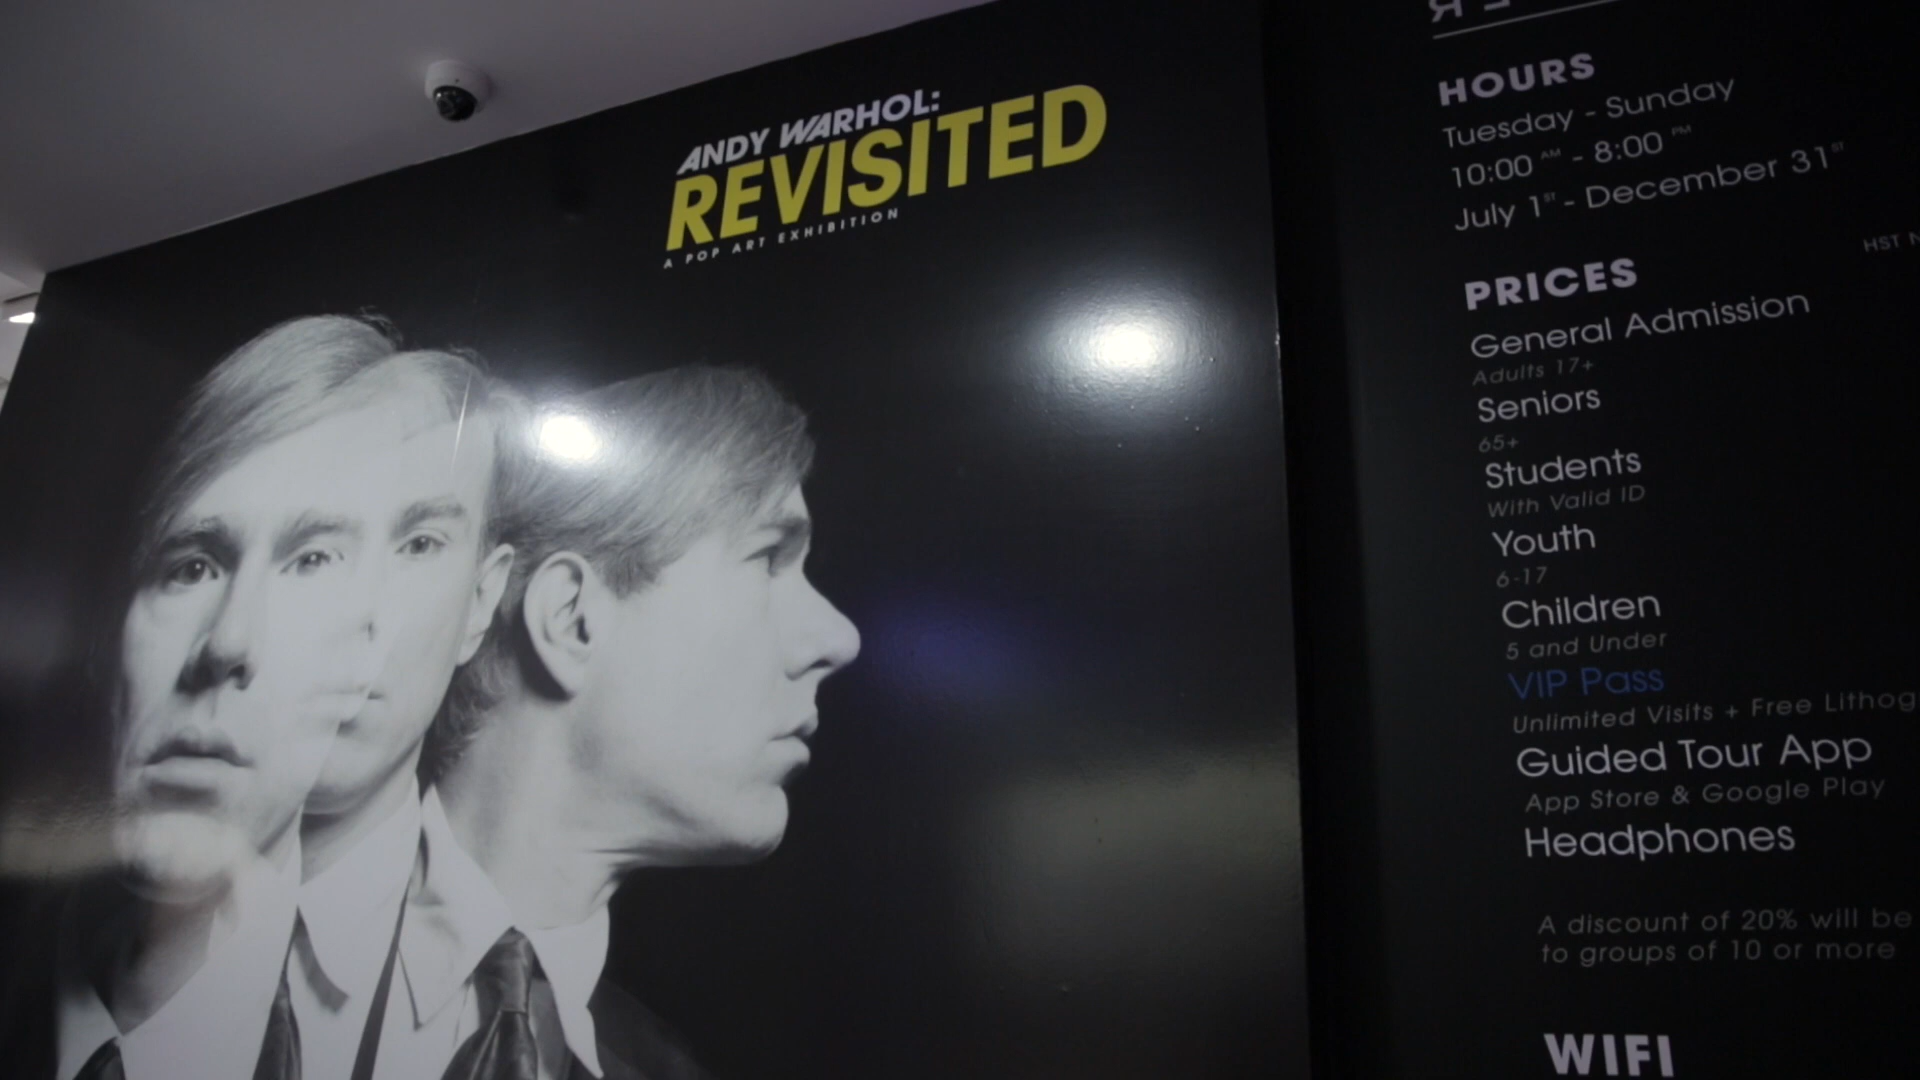 ANDY WARHOL:
REVISITED
A POP ART EXHIBITION
HOURS
Tuesday - Sunday
10:00 AM - 8:00 PM
July 1ST - December 31ST
HST
PRICES
General Admission
Adults 17+
Seniors
65+
Students
With Valid ID
Youth
6-17
Children
5 and Under
VIP Pass
Unlimited Visits + Free Lithog
Guided Tour App
App Store & Google Play
Headphones
A discount of 20% will be
to groups of 10 or more
WIFI